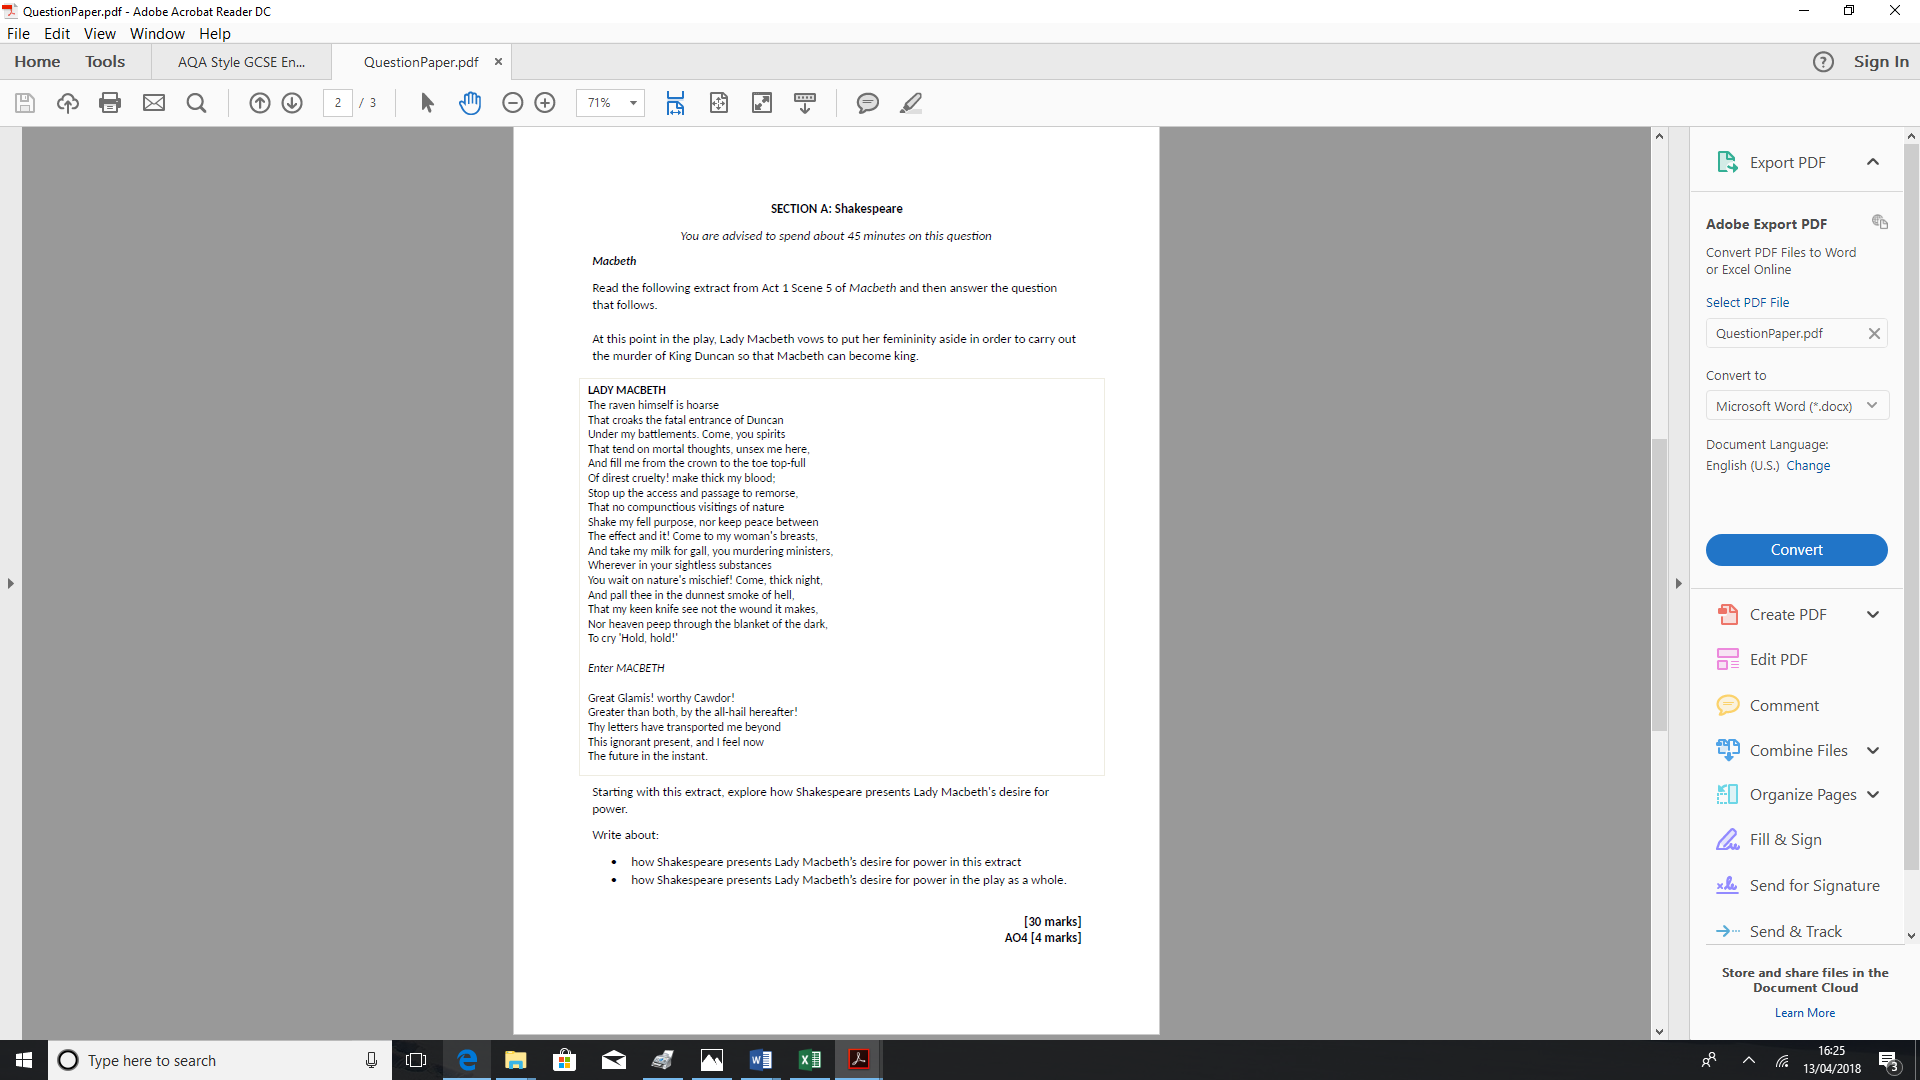 QuestionPaper.pdf - Adobe Acrobat Reader DC
File Edit View Window Help
Home Tools AQA Style GCSE En... QuestionPaper.pdf × Sign In
2 / 3 71%
SECTION A: Shakespeare
You are advised to spend about 45 minutes on this question
Macbeth
Read the following extract from Act 1 Scene 5 of Macbeth and then answer the question
that follows.
At this point in the play, Lady Macbeth vows to put her femininity aside in order to carry out
the murder of King Duncan so that Macbeth can become king.
LADY MACBETH
The raven himself is hoarse
That croaks the fatal entrance of Duncan
Under my battlements. Come, you spirits
That tend on mortal thoughts, unsex me here,
And fill me from the crown to the toe top-full
Of direst cruelty! make thick my blood;
Stop up the access and passage to remorse,
That no compunctious visitings of nature
Shake my fell purpose, nor keep peace between
The effect and it! Come to my woman's breasts,
And take my milk for gall, you murdering ministers,
Wherever in your sightless substances
You wait on nature's mischief! Come, thick night,
And pall thee in the dunnest smoke of hell,
That my keen knife see not the wound it makes,
Nor heaven peep through the blanket of the dark,
To cry 'Hold, hold!'
Enter MACBETH
Great Glamis! worthy Cawdor!
Greater than both, by the all-hail hereafter!
Thy letters have transported me beyond
This ignorant present, and I feel now
The future in the instant.
Starting with this extract, explore how Shakespeare presents Lady Macbeth's desire for
power.
Write about:
• how Shakespeare presents Lady Macbeth's desire for power in this extract
• how Shakespeare presents Lady Macbeth's desire for power in the play as a whole.
[30 marks]
AO4 [4 marks]
Export PDF
Adobe Export PDF
Convert PDF Files to Word
or Excel Online
Select PDF File
QuestionPaper.pdf
Convert to
Microsoft Word (*.docx)
Document Language:
English (U.S.) Change
Convert
Create PDF
Edit PDF
Comment
Combine Files
Organize Pages
Fill & Sign
Send for Signature
Send & Track
Store and share files in the
Document Cloud
Learn More
Type here to search
16:25
13/04/2018
3